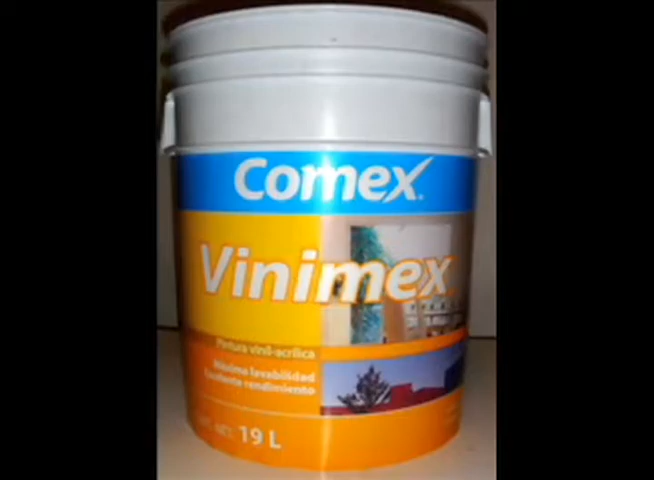 Comex
Vinimex
Pintura vinil-acrílica
Máxima lavabilidad
Excelente rendimiento
19 L